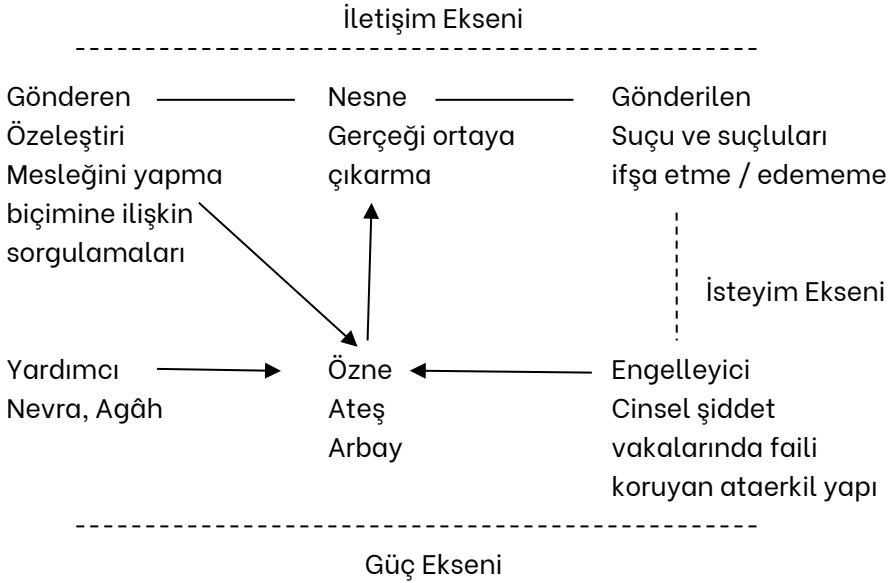 İletişim Ekseni
Gönderen
Özeleştiri
Mesleğini yapma
biçimine ilişkin
sorgulamaları
Nesne
Gerçeği ortaya
çıkarma
Gönderilen
Suçu ve suçluları
ifşa etme / edememe
İsteyim Ekseni
Yardımcı
Nevra, Agâh
Özne
Ateş
Arbay
Engelleyici
Cinsel şiddet
vakalarında faili
koruyan ataerkil yapı
Güç Ekseni